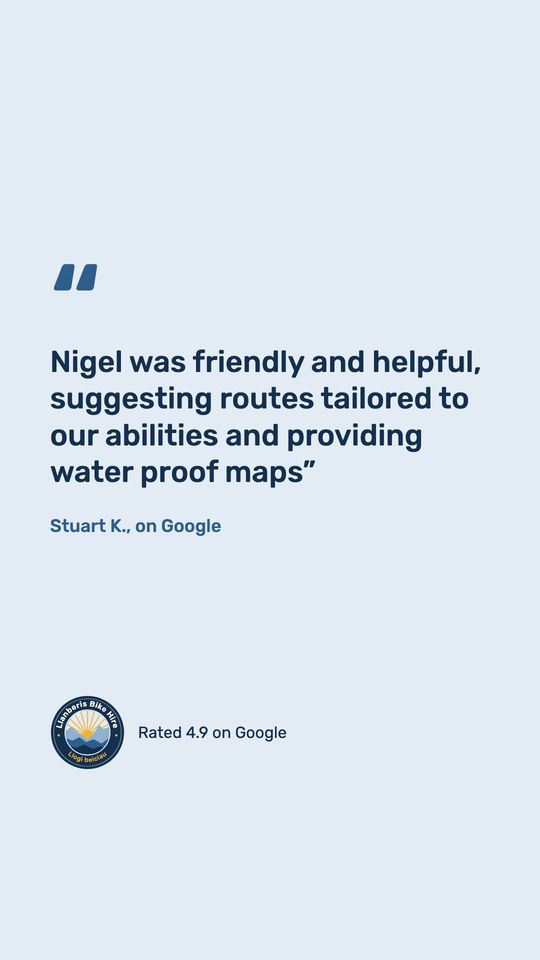 “
Nigel was friendly and helpful,
suggesting routes tailored to
our abilities and providing
water proof maps”
Stuart K., on Google
Llanberis Bike Hire
Llogi beiciau
Rated 4.9 on Google